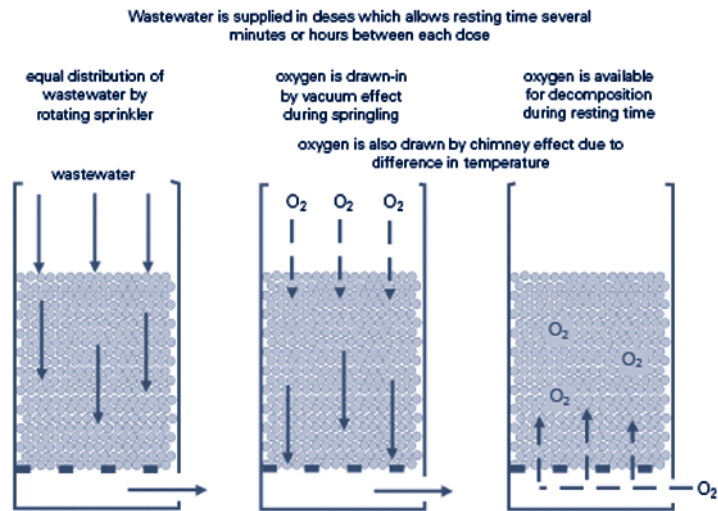 Wastewater is supplied in deses which allows resting time several
minutes or hours between each dose
equal distribution of
wastewater by
rotating sprinkler
oxygen is drawn-in
by vacuum effect
during springling
oxygen is available
for decomposition
during resting time
oxygen is also drawn by chimney effect due to
difference in temperature
wastewater
O₂ O₂ O₂
O₂
O₂
O₂
O₂